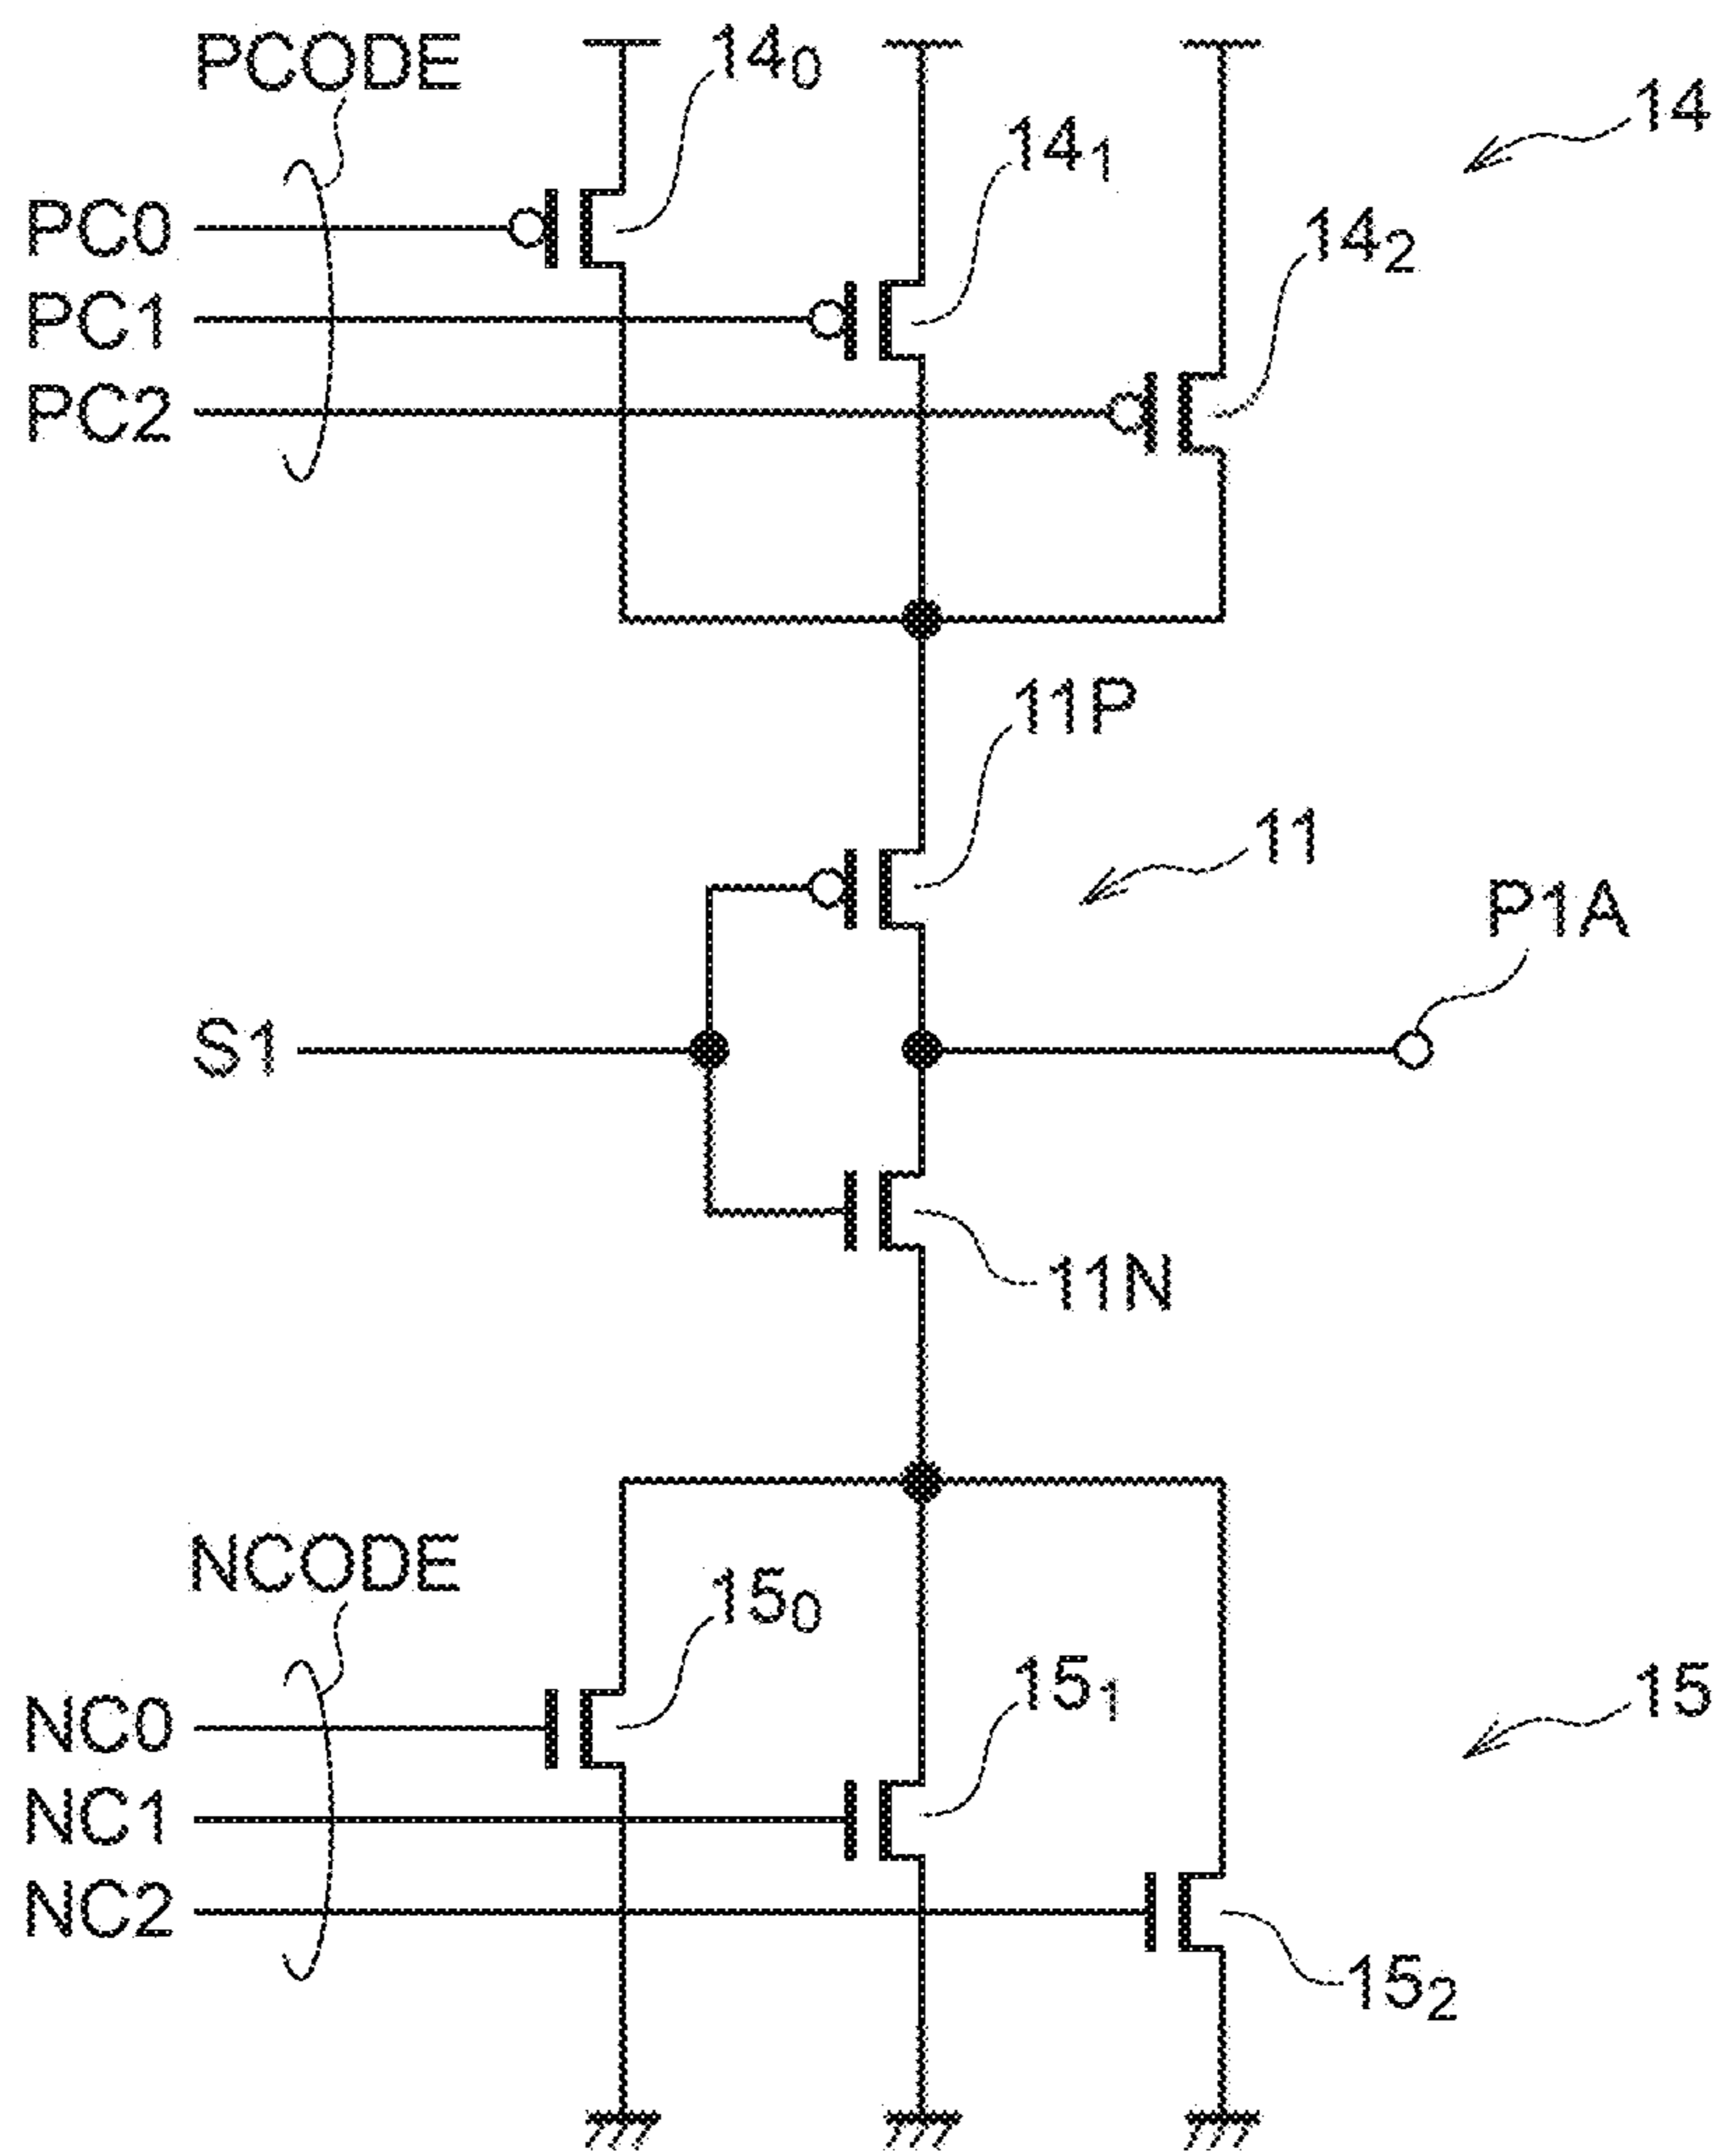 PCODE
14₀
14
14₁
PC0
14₂
PC1
PC2
11P
11
P1A
S1
11N
NCODE
15₀
15₁
15
NC0
NC1
NC2
15₂